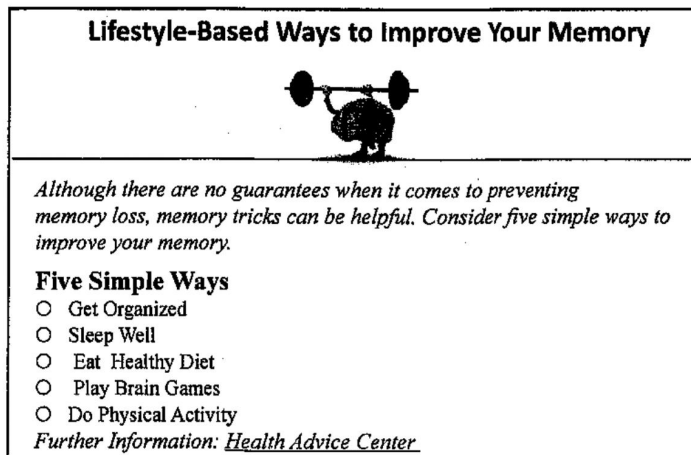 Lifestyle-Based Ways to Improve Your Memory
Although there are no guarantees when it comes to preventing
memory loss, memory tricks can be helpful. Consider five simple ways to
improve your memory.
Five Simple Ways
O Get Organized
O Sleep Well
O Eat Healthy Diet
O Play Brain Games
O Do Physical Activity
Further Information: Health Advice Center